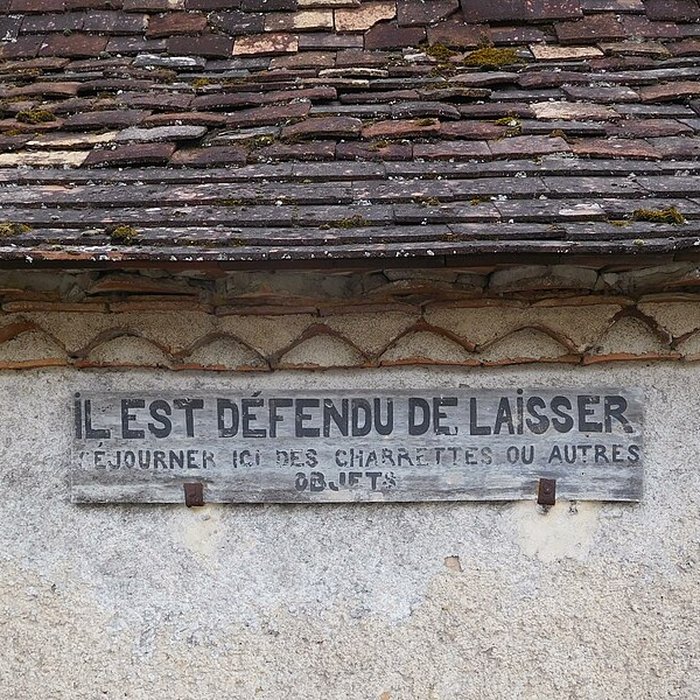 iL EST DÉFENDU DE LAiSSER
SÉJOURNER ICI DES CHARRETTES OU AUTRES
OBJETS